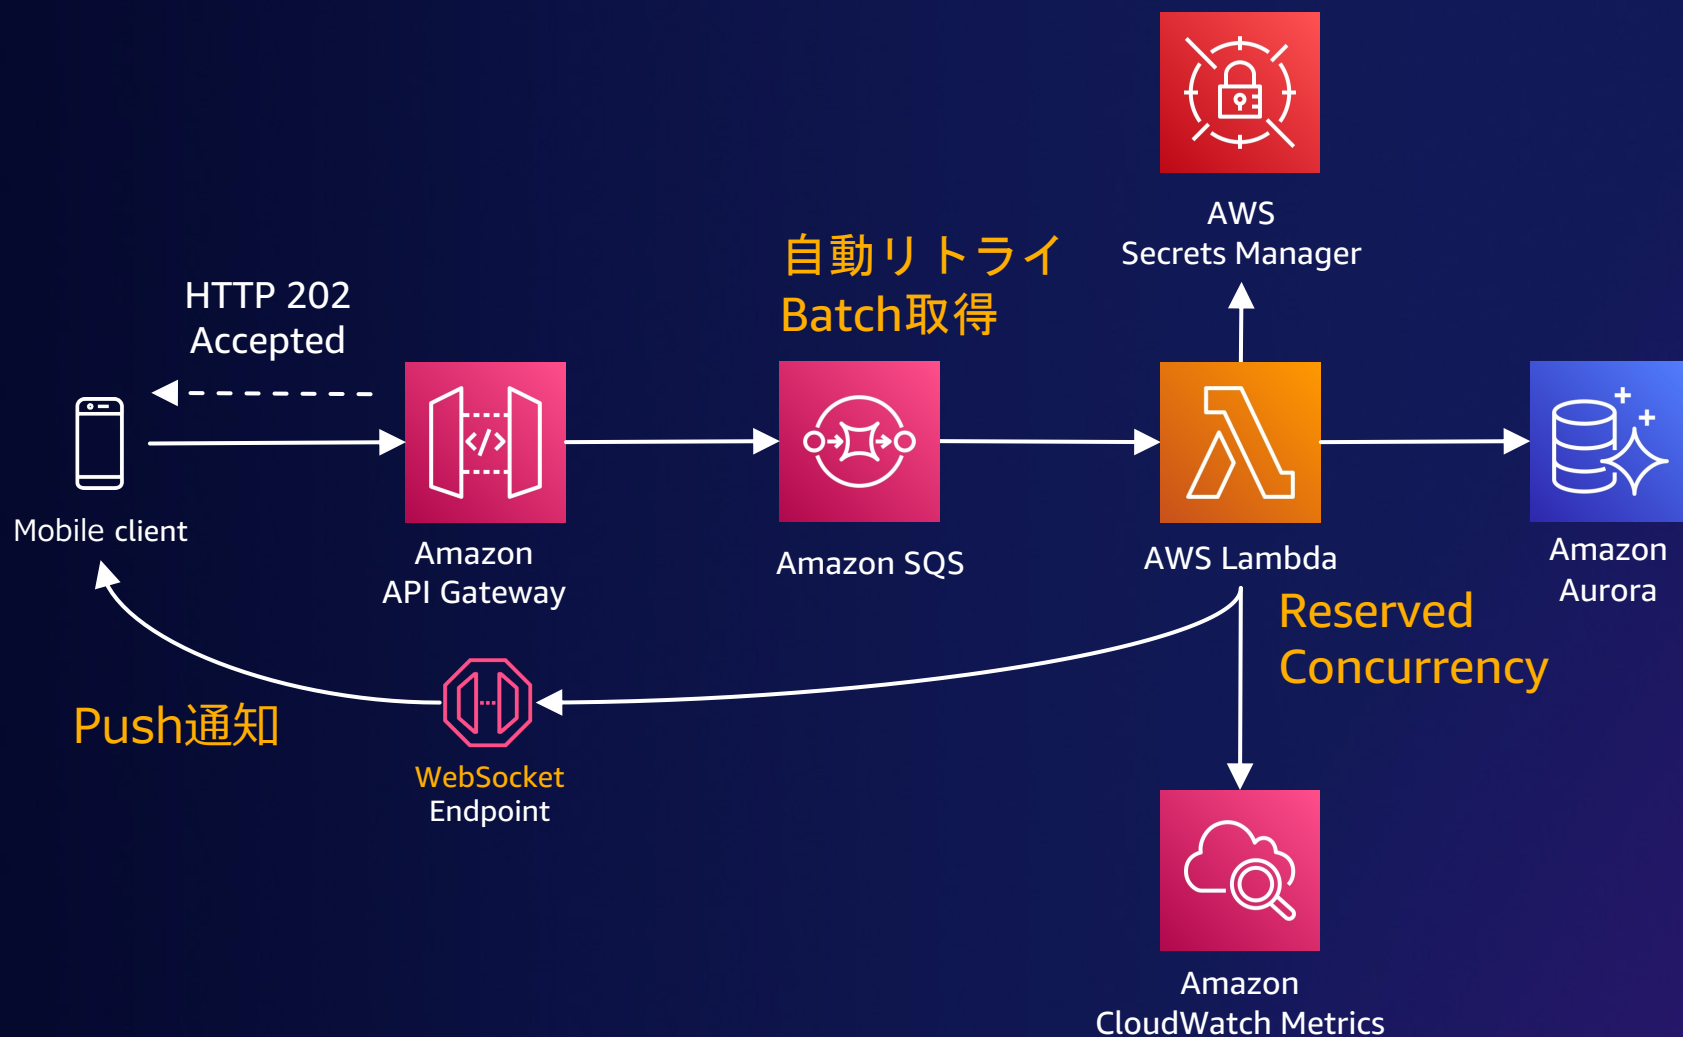 AWS
Secrets Manager
自動リトライ
Batch取得
HTTP 202
Accepted
Mobile client
Amazon
API Gateway
Amazon SQS
AWS Lambda
Amazon
Aurora
Reserved
Concurrency
Push通知
WebSocket
Endpoint
Amazon
CloudWatch Metrics